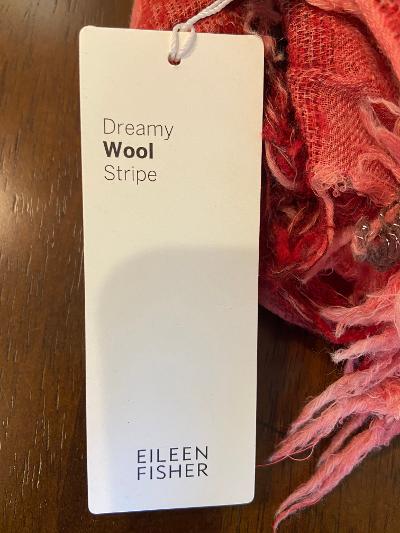 Dreamy
Wool
Stripe
EILEEN
FISHER